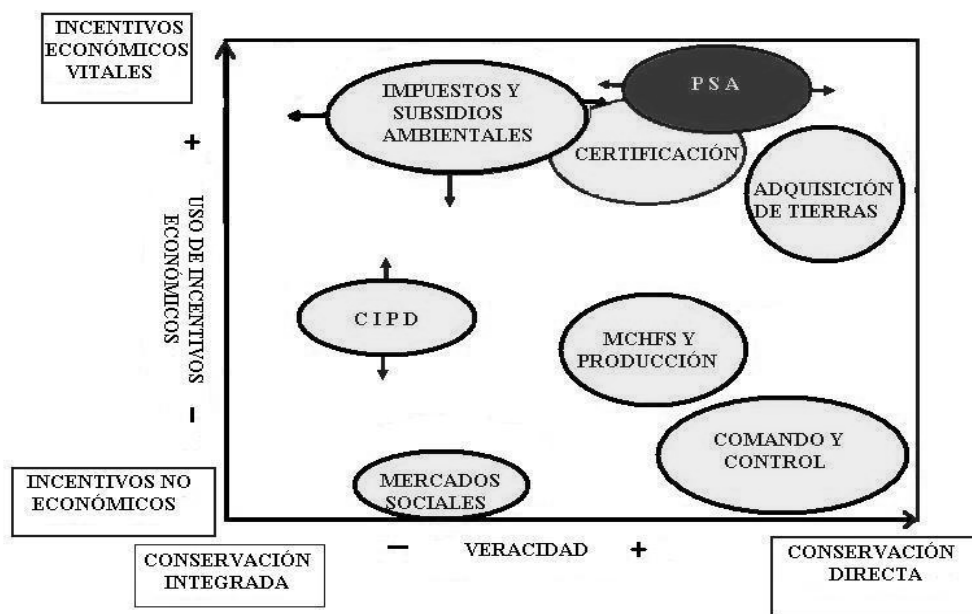 INCENTIVOS
ECONÓMICOS
VITALES
+
USO DE INCENTIVOS
ECONÓMICOS
−
INCENTIVOS NO
ECONÓMICOS
IMPUESTOS Y
SUBSIDIOS
AMBIENTALES
P S A
CERTIFICACIÓN
ADQUISICIÓN
DE TIERRAS
C I P D
MCHFS Y
PRODUCCIÓN
COMANDO Y
CONTROL
MERCADOS
SOCIALES
CONSERVACIÓN
INTEGRADA
− VERACIDAD +
CONSERVACIÓN
DIRECTA